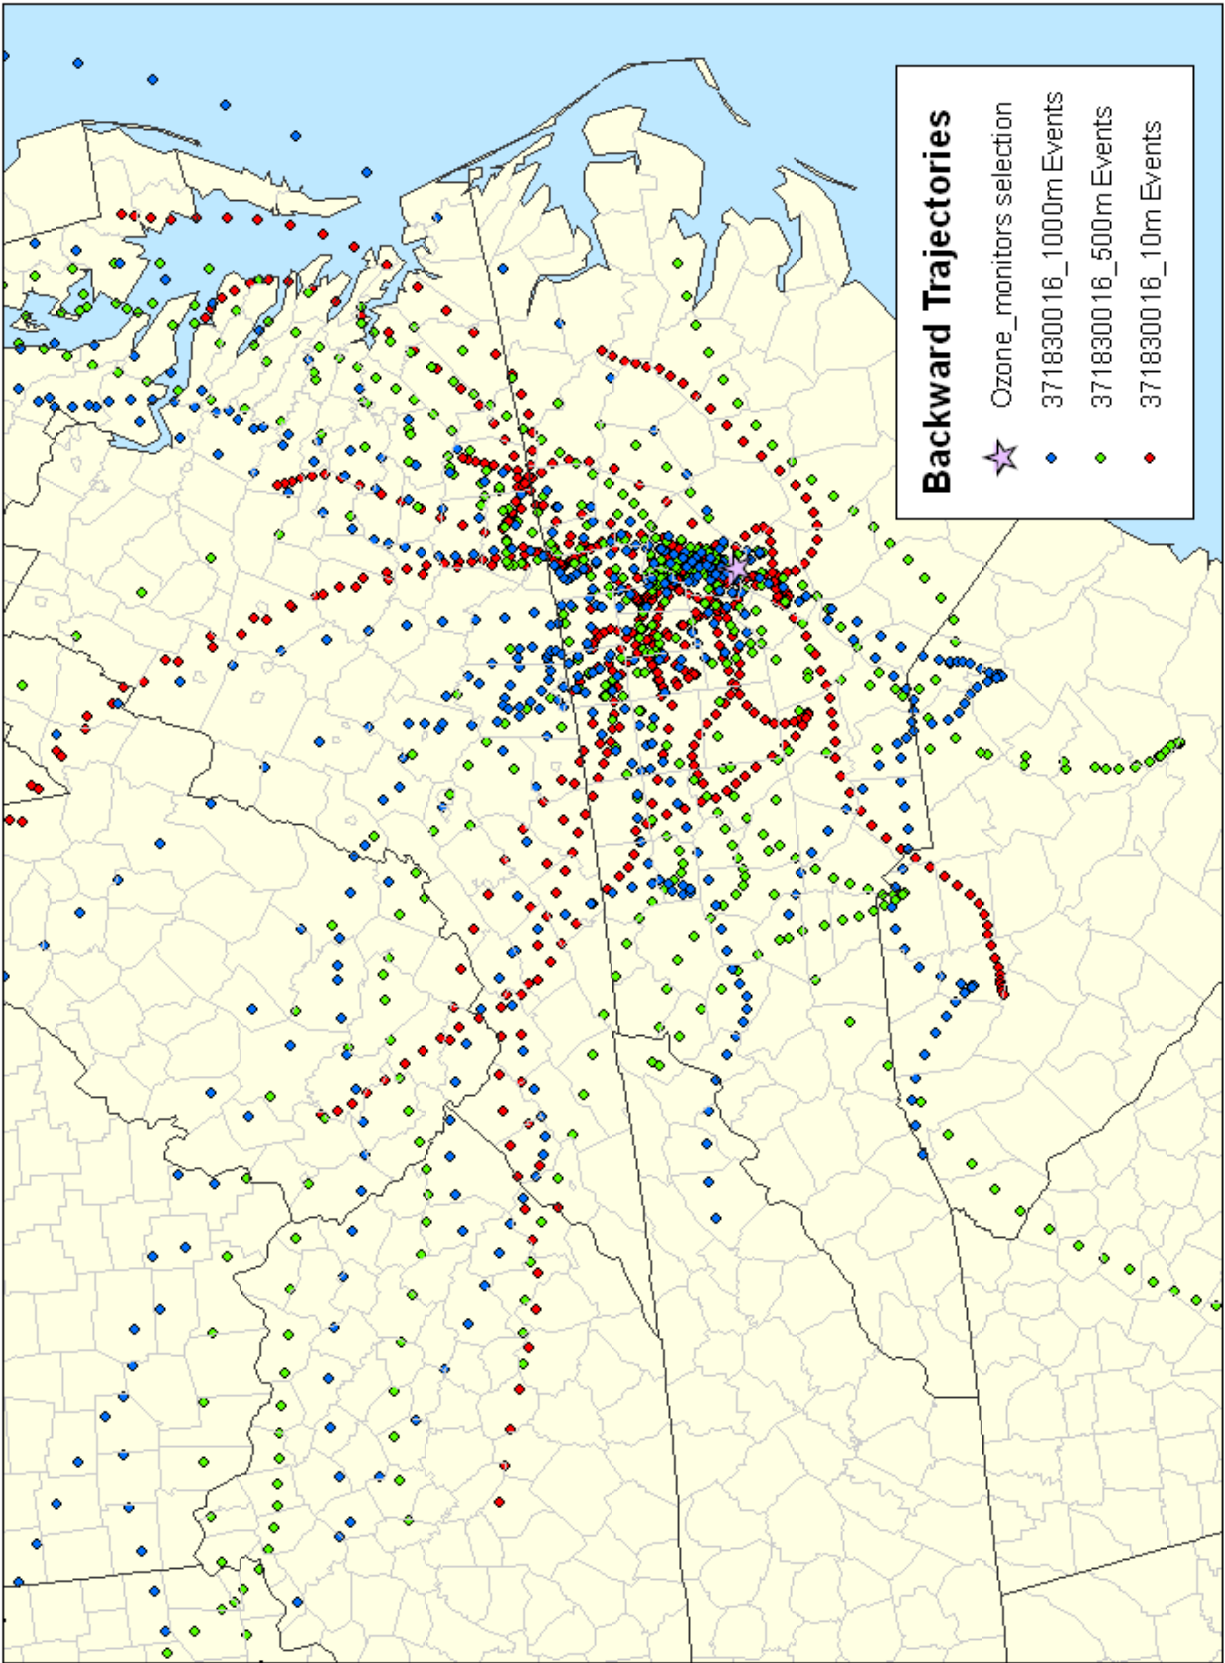 Backward Trajectories
Ozone_monitors selection
371830016_1000m Events
371830016_500m Events
371830016_10m Events